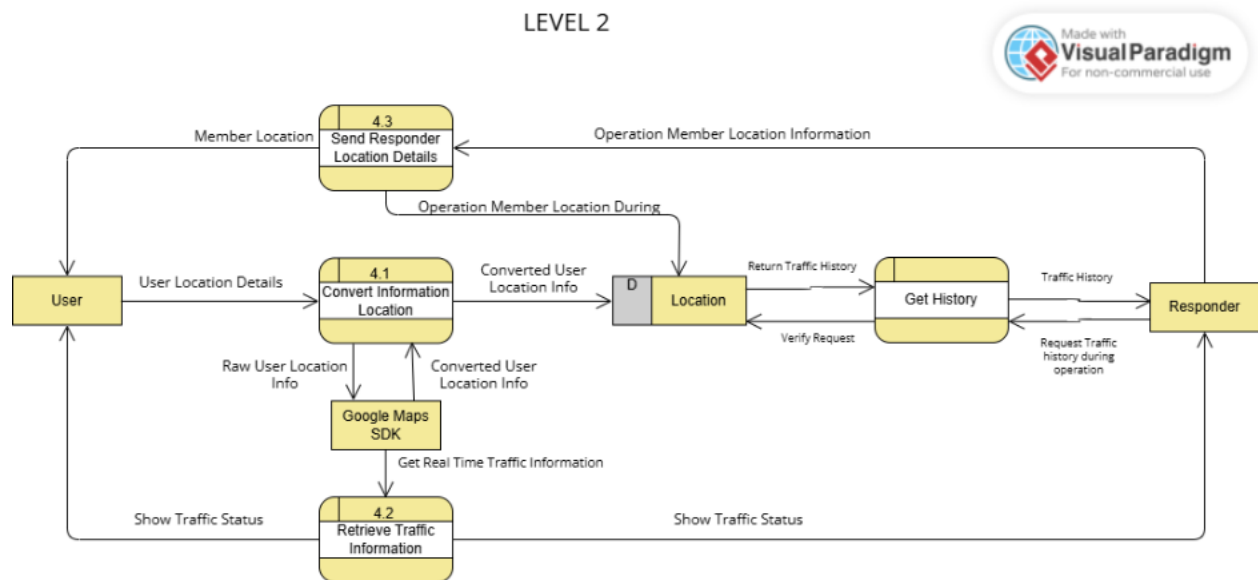 LEVEL 2
Made with
Visual Paradigm
For non-commercial use
4.3
Send Responder
Location Details
Member Location
Operation Member Location Information
Operation Member Location During
User
User Location Details
4.1
Convert Information
Location
Converted User
Location Info
D
Location
Return Traffic History
Verify Request
Get History
Traffic History
Request Traffic
history during
operation
Responder
Raw User Location
Info
Converted User
Location Info
Google Maps
SDK
Get Real Time Traffic Information
4.2
Retrieve Traffic
Information
Show Traffic Status
Show Traffic Status